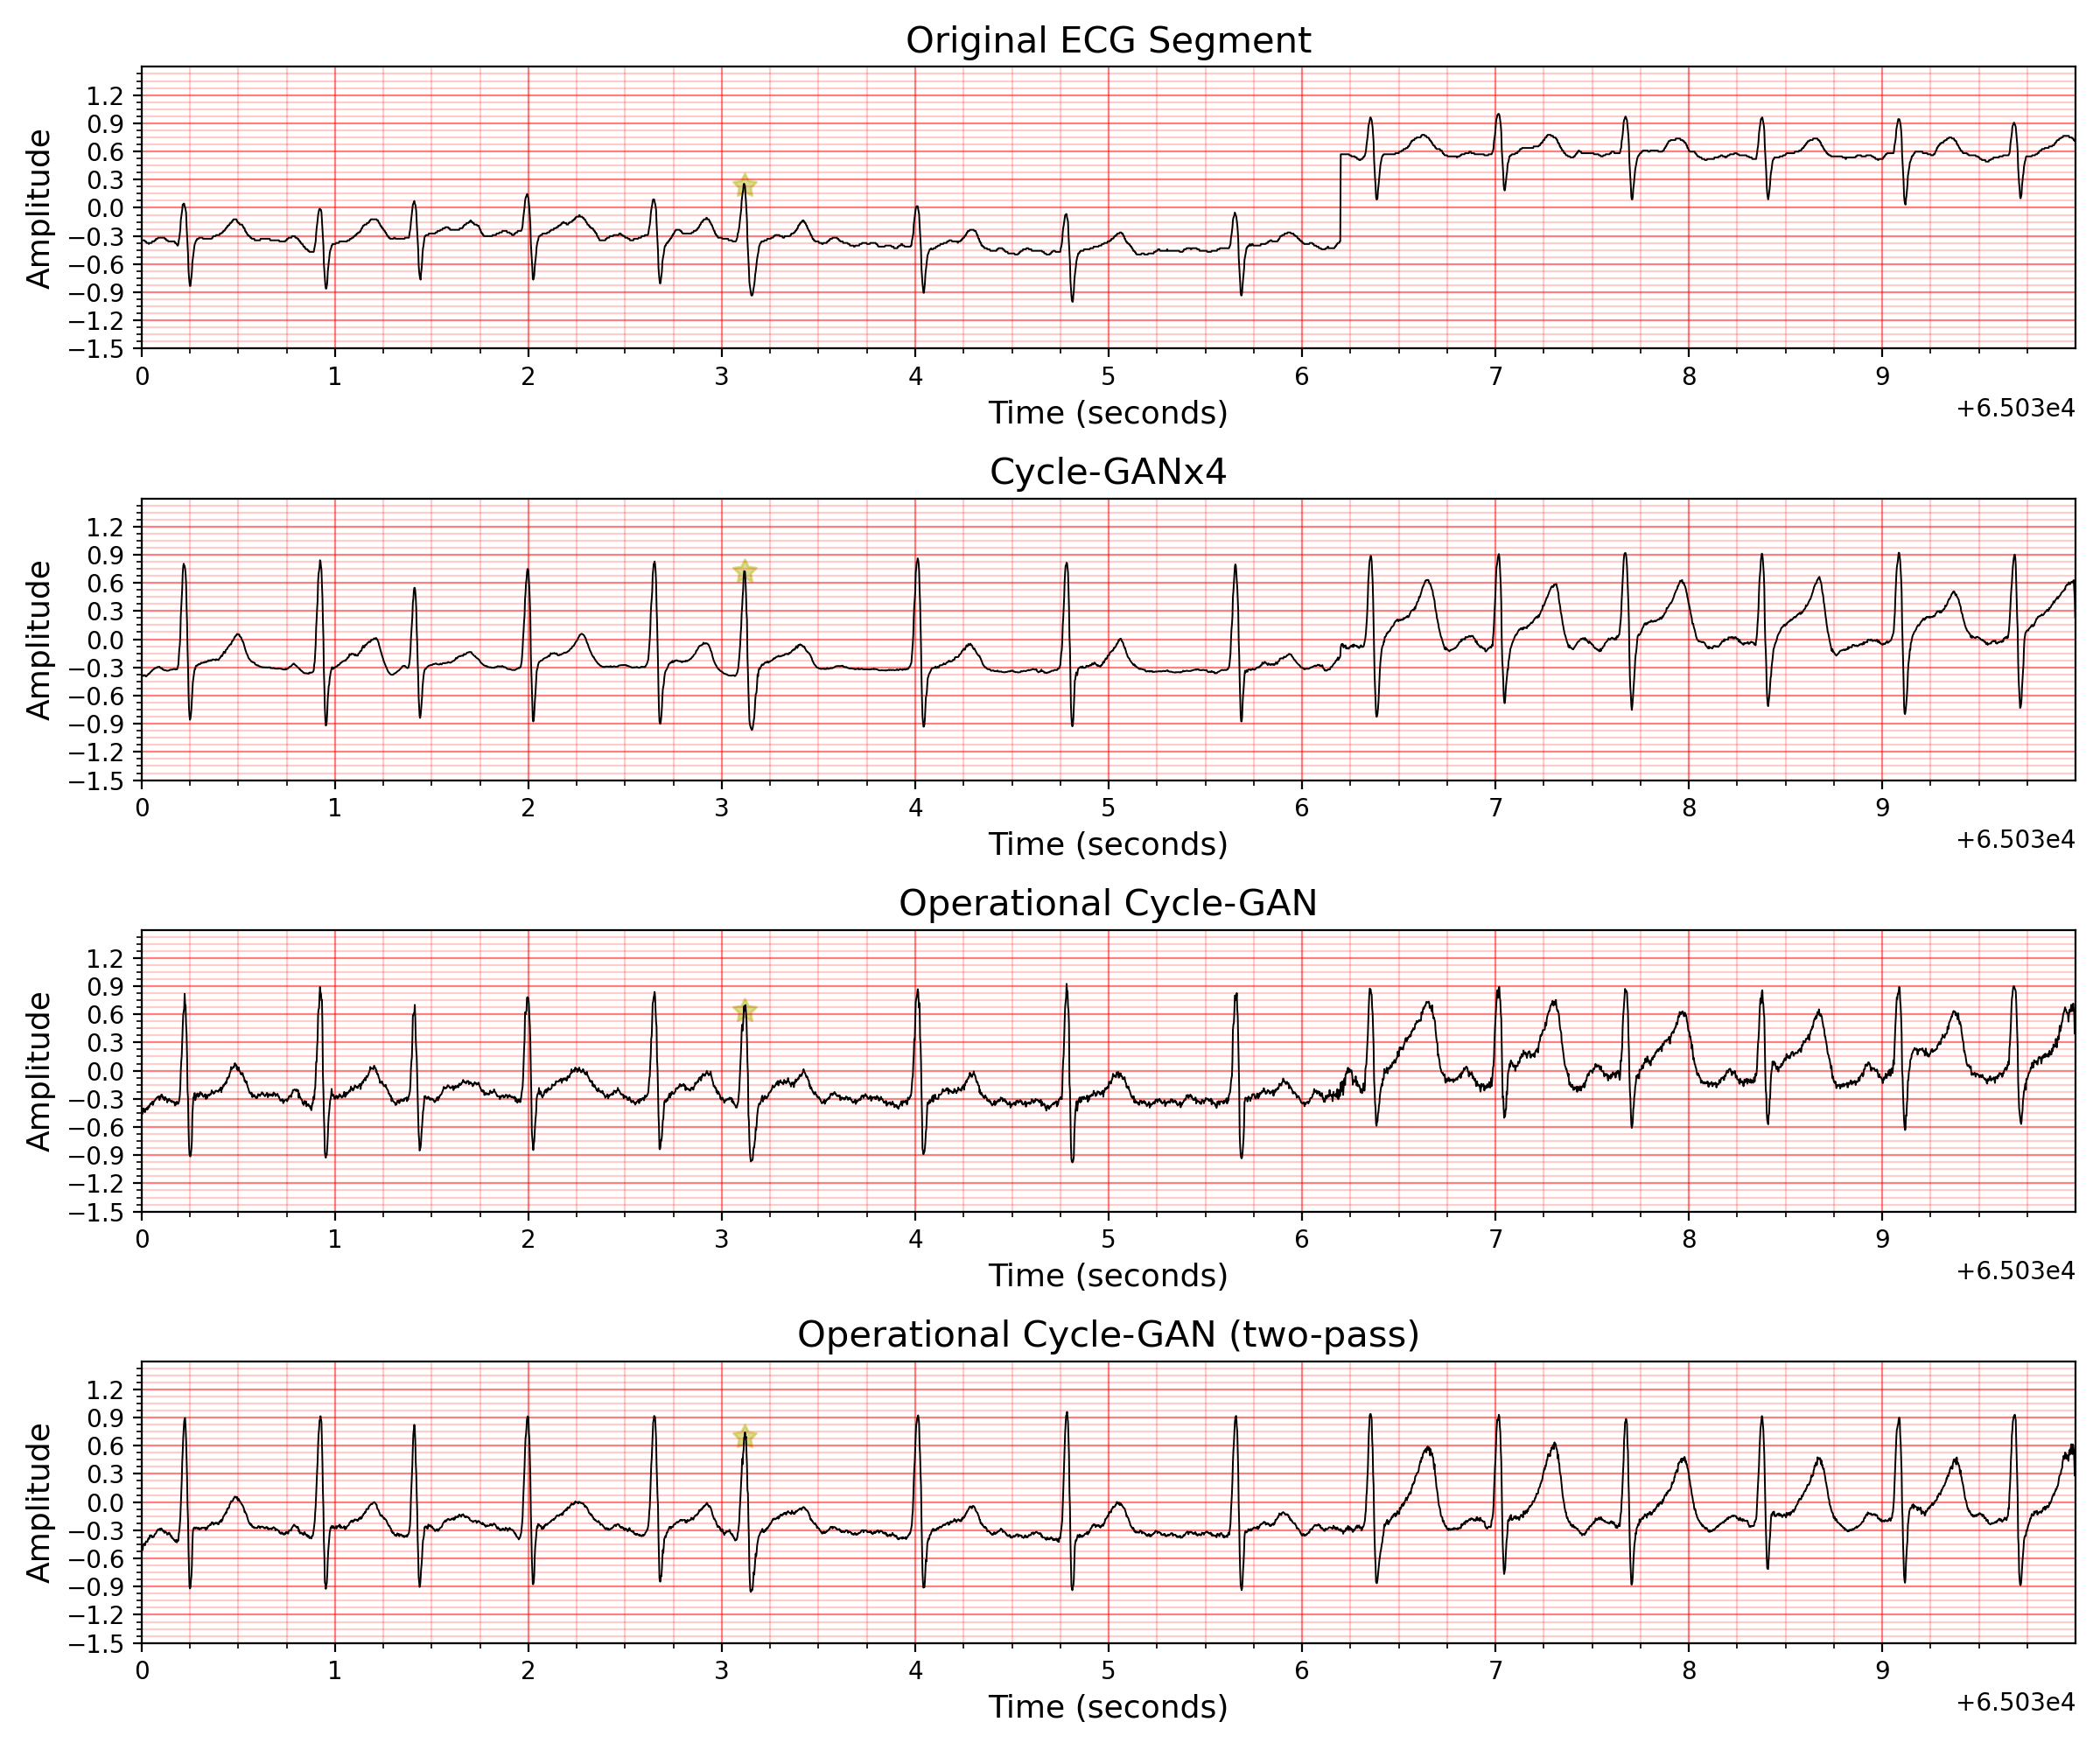 Original ECG Segment
Amplitude
1.2
0.9
0.6
0.3
0.0
−0.3
−0.6
−0.9
−1.2
−1.5
0 1 2 3 4 5 6 7 8 9
Time (seconds)
+6.503e4
Cycle-GANx4
Amplitude
1.2
0.9
0.6
0.3
0.0
−0.3
−0.6
−0.9
−1.2
−1.5
0 1 2 3 4 5 6 7 8 9
Time (seconds)
+6.503e4
Operational Cycle-GAN
Amplitude
1.2
0.9
0.6
0.3
0.0
−0.3
−0.6
−0.9
−1.2
−1.5
0 1 2 3 4 5 6 7 8 9
Time (seconds)
+6.503e4
Operational Cycle-GAN (two-pass)
Amplitude
1.2
0.9
0.6
0.3
0.0
−0.3
−0.6
−0.9
−1.2
−1.5
0 1 2 3 4 5 6 7 8 9
Time (seconds)
+6.503e4